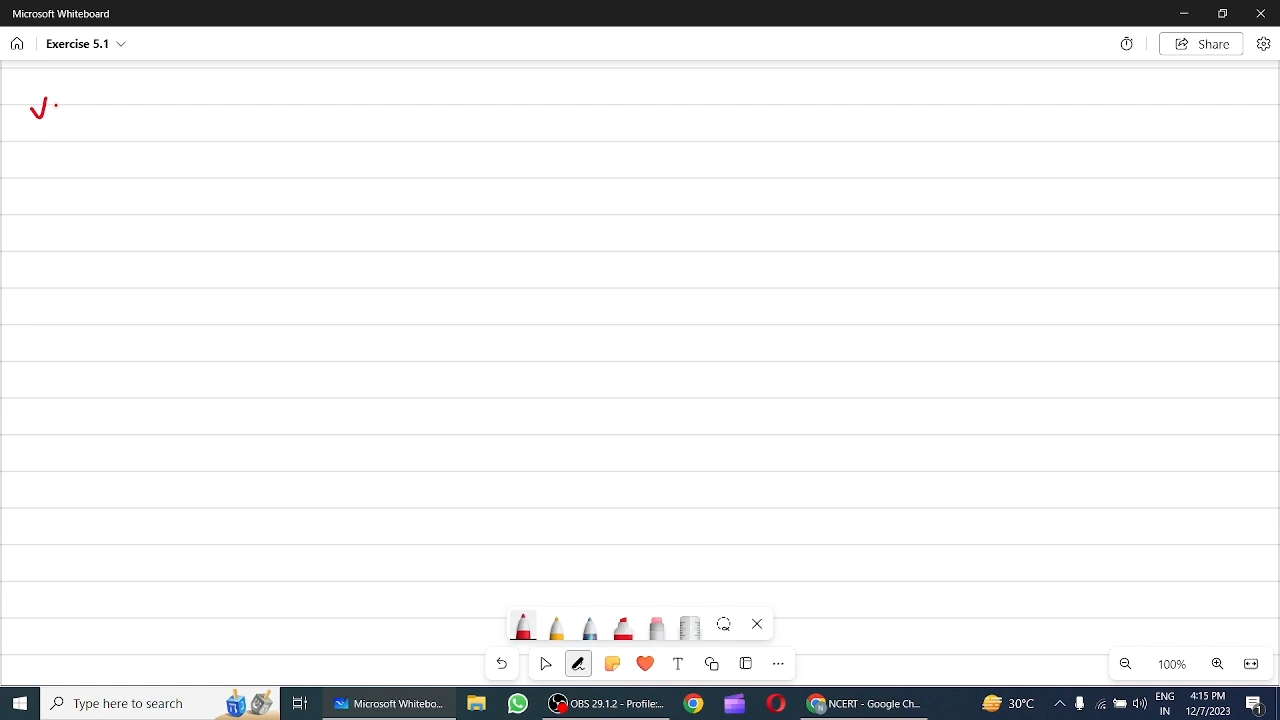 Microsoft Whiteboard
Exercise 5.1
Share
100%
Type here to search
Microsoft Whitebo...
OBS 29.1.2 - Profile:...
NCERT - Google Ch...
30°C
ENG
IN
4:15 PM
12/7/2023